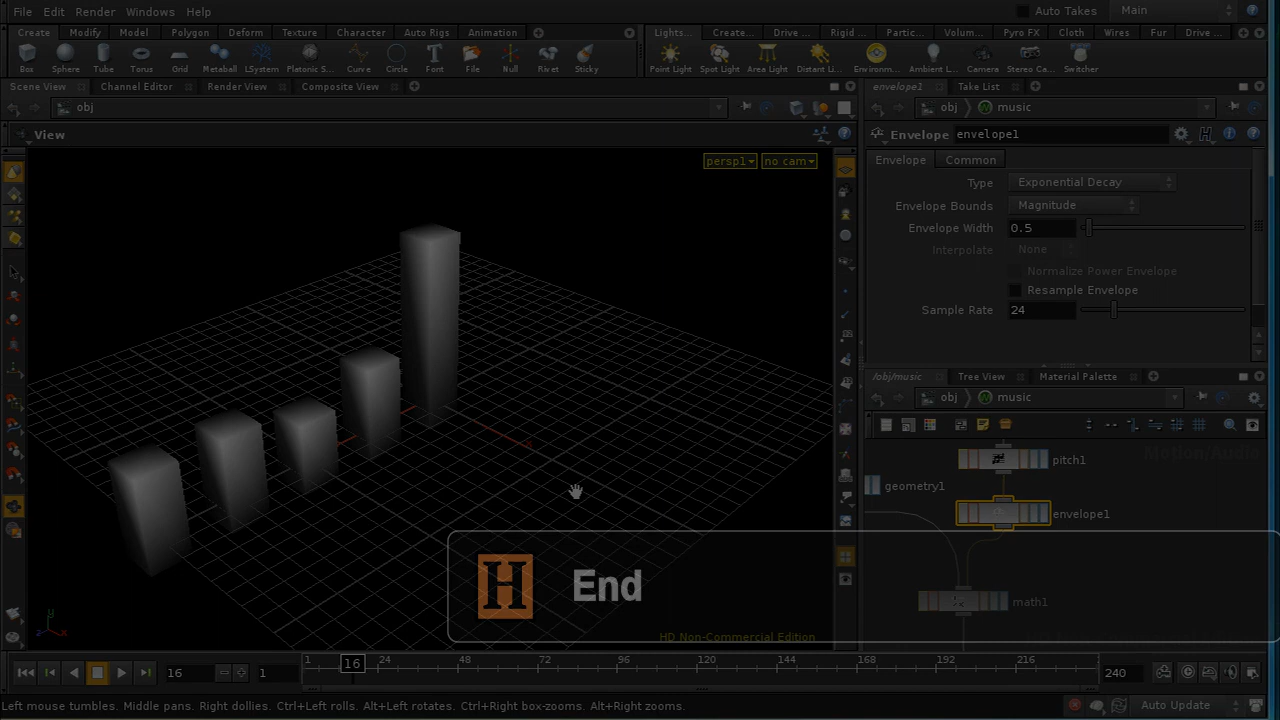 File Edit Render Windows Help
Auto Takes Main
Create Modify Model Polygon Deform Texture Character Auto Rigs Animation
Lights... Create... Drive ... Rigid ... Partic... Volum... Pyro FX Cloth Wires Fur Drive ...
Box Sphere Tube Torus Grid Metaball LSystem Platonic S... Curve Circle Font File Null Rivet Sticky
Point Light Spot Light Area Light Distant Li... Environm... Ambient L... Camera Stereo Ca... Switcher
Scene View Channel Editor Render View Composite View
envelope1 Take List
obj
obj music
View
Envelope envelope1
persp1 no cam
Envelope Common
Type Exponential Decay
Envelope Bounds Magnitude
Envelope Width 0.5
Interpolate None
Normalize Power Envelope
Resample Envelope
Sample Rate 24
/obj/music Tree View Material Palette
obj music
Motion/Audio
pitch1
geometry1
envelope1
math1
H End
HD Non-Commercial Edition
y
z x
16 1
1 16 24 48 72 96 120 144 168 192 216
240
Left mouse tumbles. Middle pans. Right dollies. Ctrl+Left rolls. Alt+Left rotates. Ctrl+Right box-zooms. Alt+Right zooms.
Auto Update